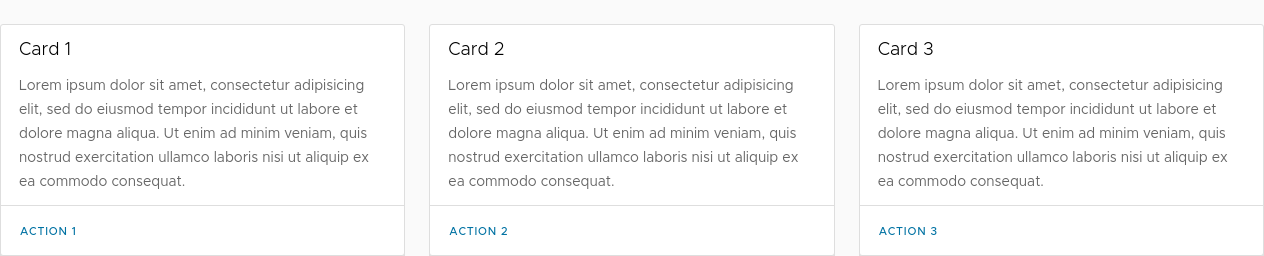 Card 1
Lorem ipsum dolor sit amet, consectetur adipisicing
elit, sed do eiusmod tempor incididunt ut labore et
dolore magna aliqua. Ut enim ad minim veniam, quis
nostrud exercitation ullamco laboris nisi ut aliquip ex
ea commodo consequat.
ACTION 1
Card 2
Lorem ipsum dolor sit amet, consectetur adipisicing
elit, sed do eiusmod tempor incididunt ut labore et
dolore magna aliqua. Ut enim ad minim veniam, quis
nostrud exercitation ullamco laboris nisi ut aliquip ex
ea commodo consequat.
ACTION 2
Card 3
Lorem ipsum dolor sit amet, consectetur adipisicing
elit, sed do eiusmod tempor incididunt ut labore et
dolore magna aliqua. Ut enim ad minim veniam, quis
nostrud exercitation ullamco laboris nisi ut aliquip ex
ea commodo consequat.
ACTION 3